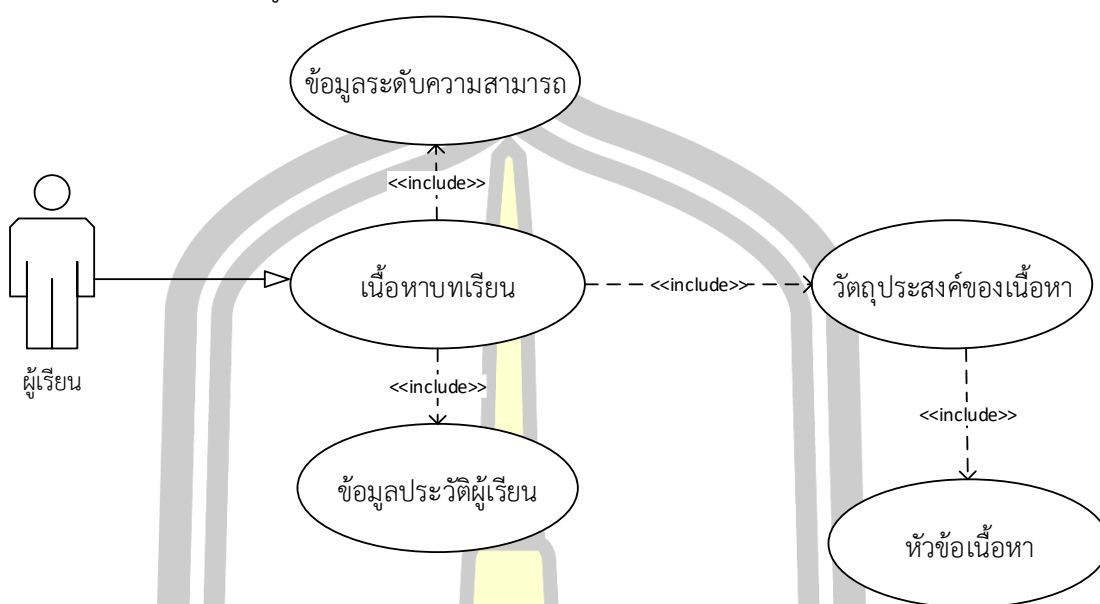 ข้อมูลระดับความสามารถ
<<include>>
เนื้อหาบทเรียน
<<include>>
วัตถุประสงค์ของเนื้อหา
ผู้เรียน
<<include>>
<<include>>
ข้อมูลประวัติผู้เรียน
หัวข้อเนื้อหา